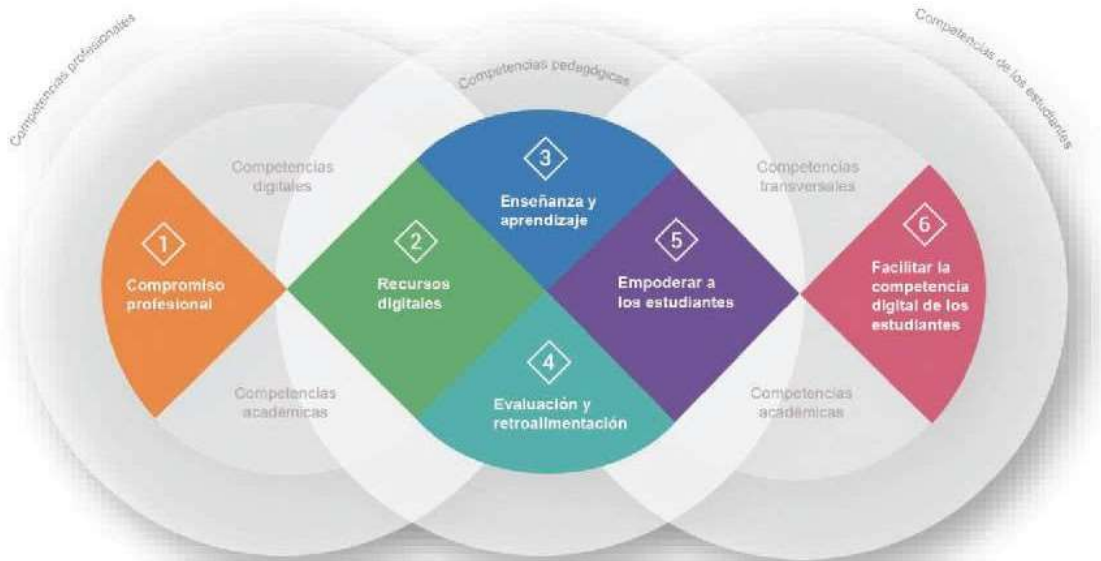 Competencias profesionales
Competencias pedagógicas
Competencias de los estudiantes
Competencias
digitales
Competencias
transversales
1
Compromiso
profesional
2
Recursos
digitales
3
Enseñanza y
aprendizaje
4
Evaluación y
retroalimentación
5
Empoderar a
los estudiantes
6
Facilitar la
competencia
digital de los
estudiantes
Competencias
académicas
Competencias
académicas